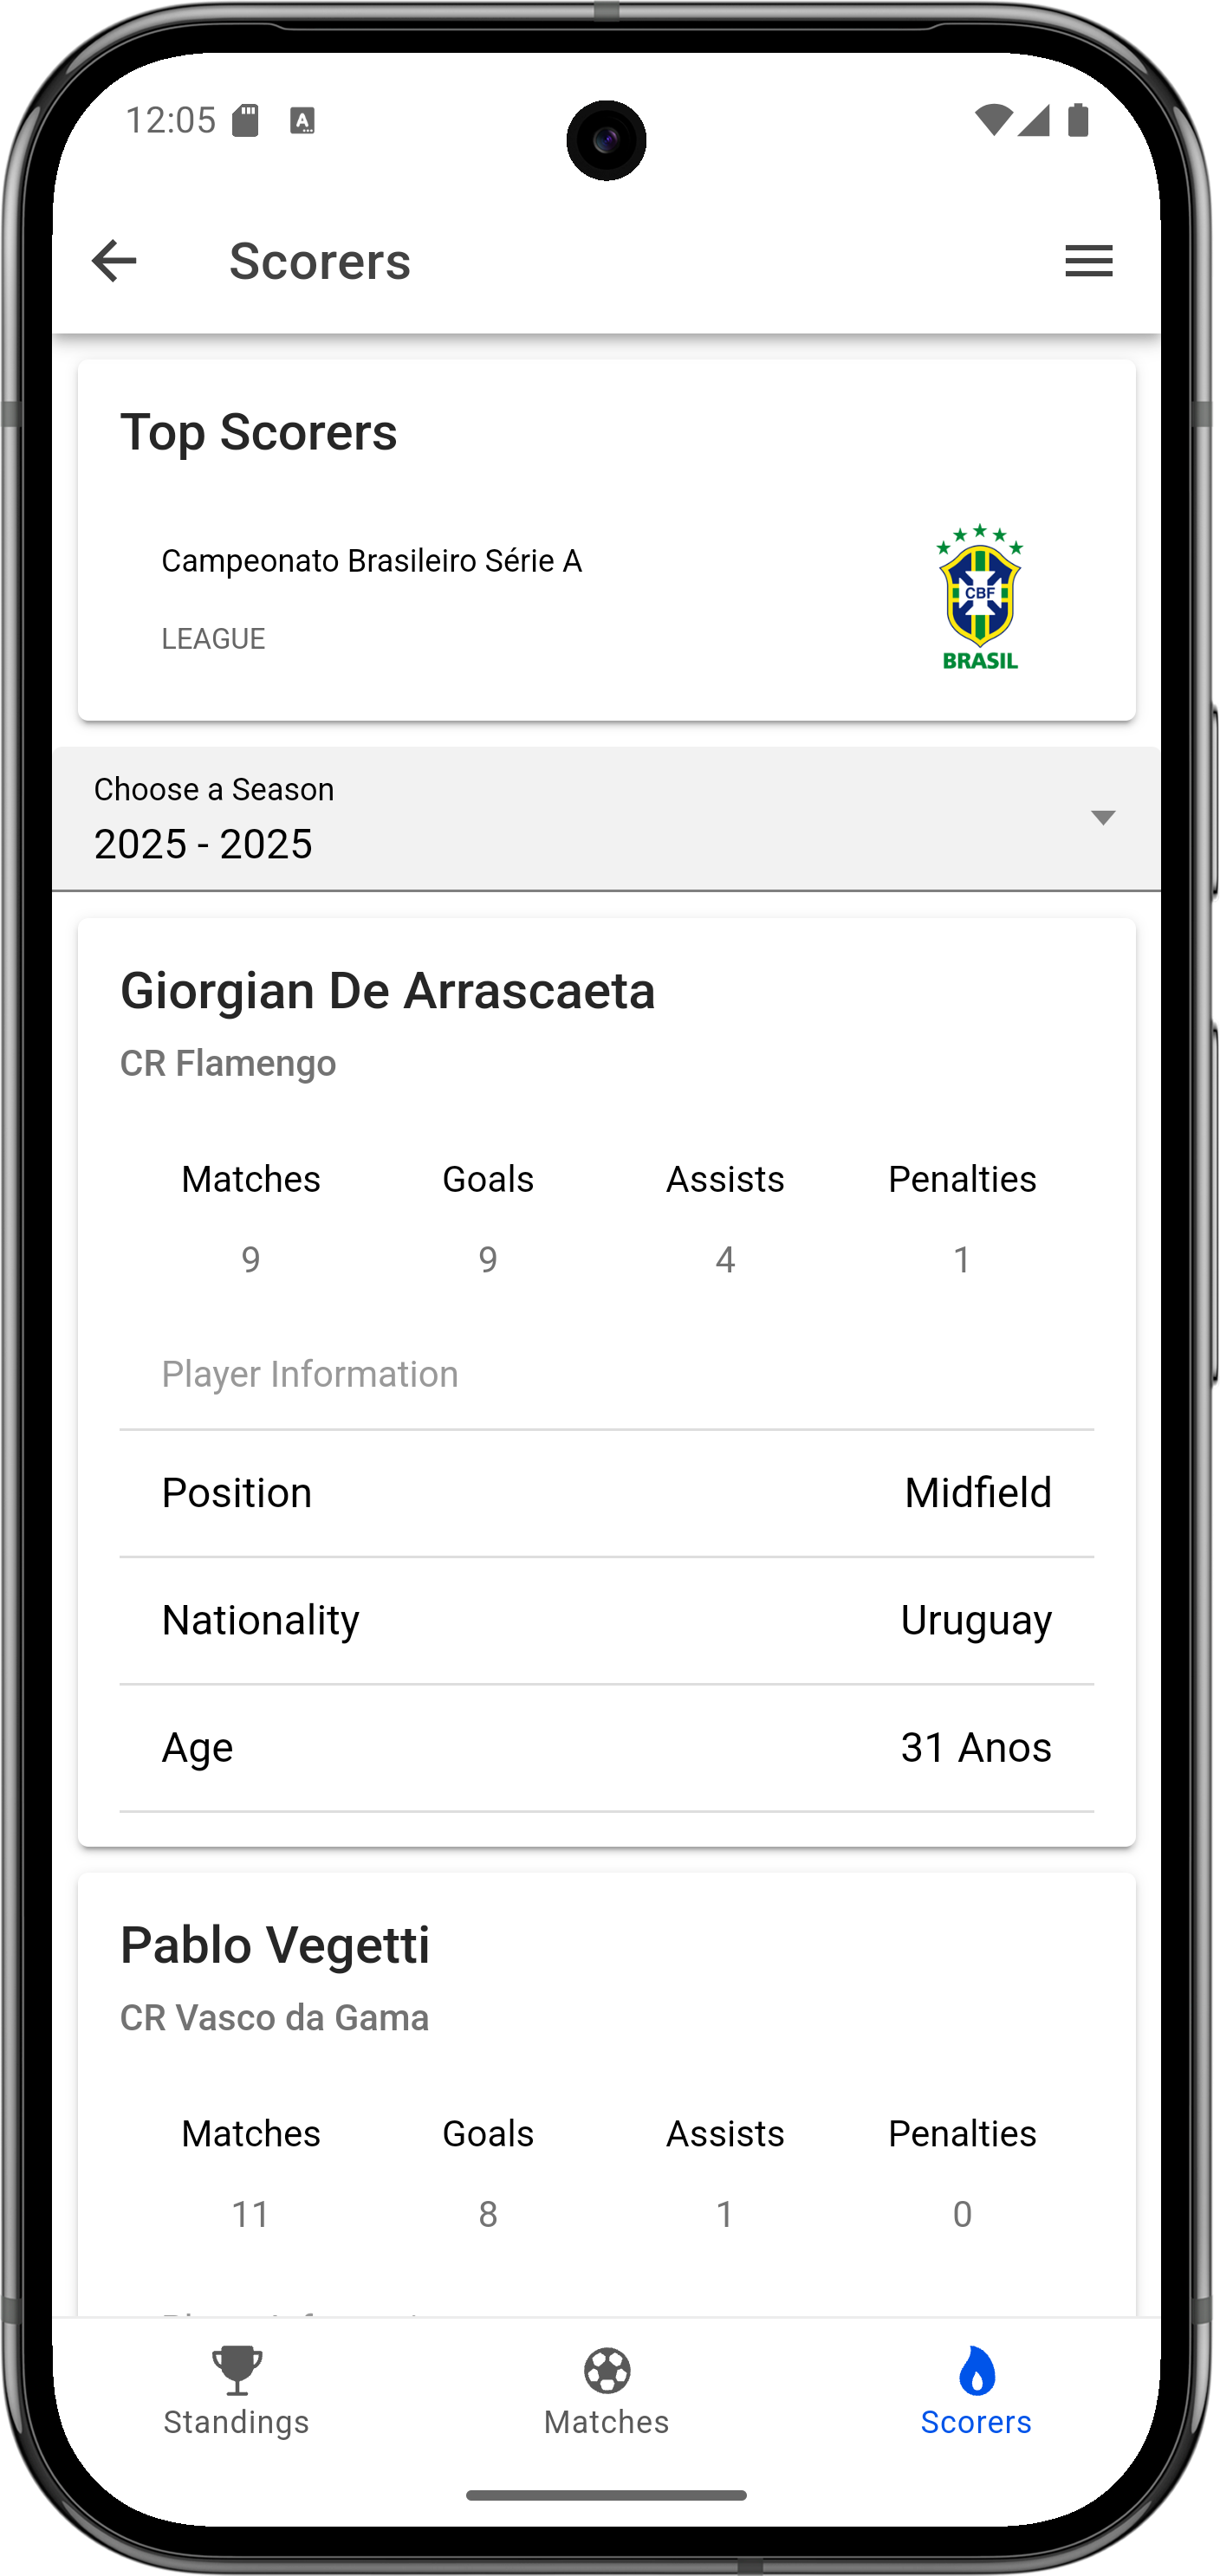 12:05
Scorers
Top Scorers
Campeonato Brasileiro Série A
LEAGUE
CBF
BRASIL
Choose a Season
2025 - 2025
Giorgian De Arrascaeta
CR Flamengo
Matches Goals Assists Penalties
9 9 4 1
Player Information
Position Midfield
Nationality Uruguay
Age 31 Anos
Pablo Vegetti
CR Vasco da Gama
Matches Goals Assists Penalties
11 8 1 0
Standings Matches Scorers